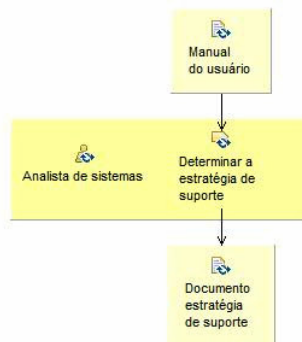 Manual
do usuário
Analista de sistemas
Determinar a
estratégia de
suporte
Documento
estratégia
de suporte